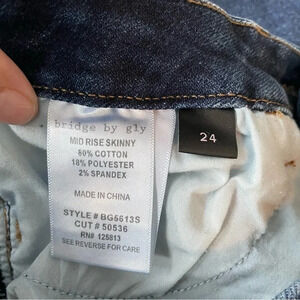 bridge by gly
MID RISE SKINNY
80% COTTON
18% POLYESTER
2% SPANDEX
MADE IN CHINA
STYLE # BG5613S
CUT # 50536
RN# 125813
SEE REVERSE FOR CARE
24